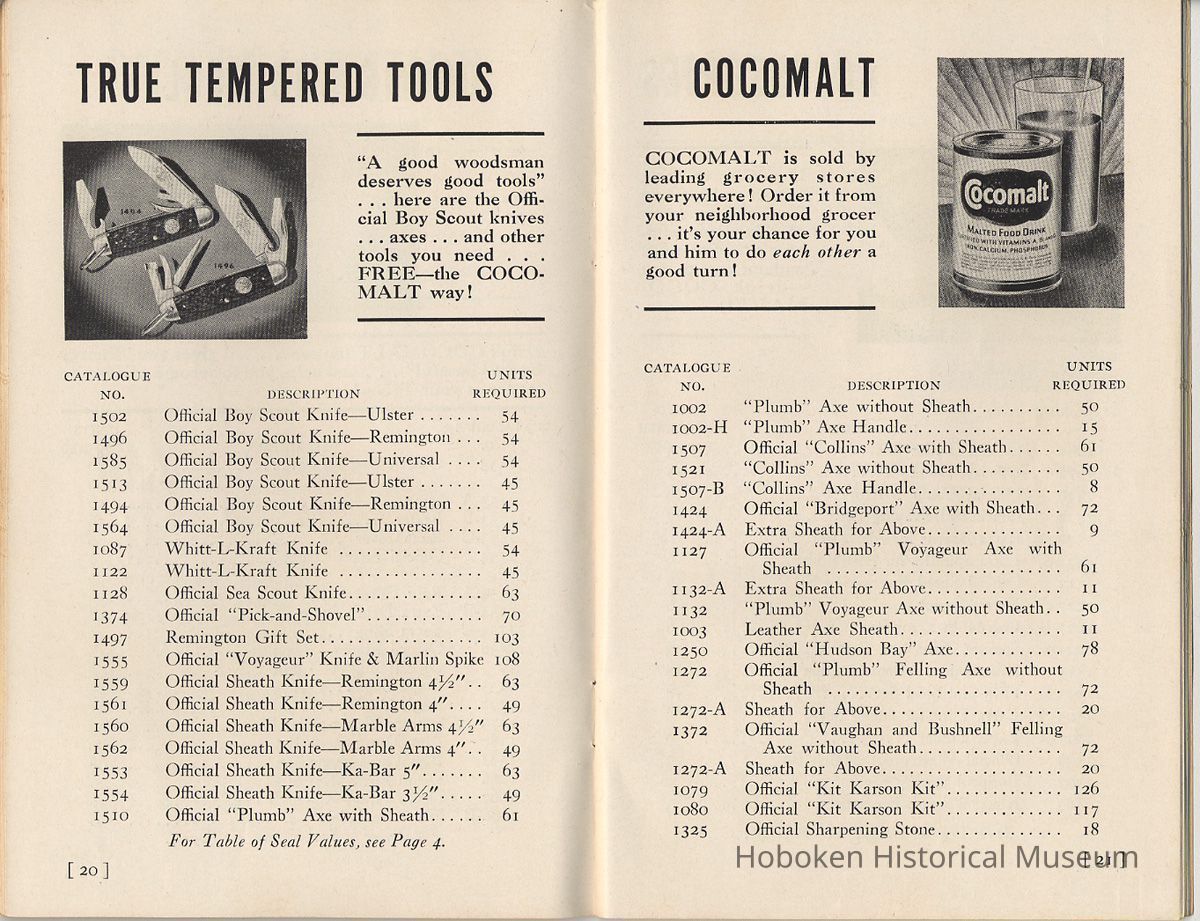 TRUE TEMPERED TOOLS
1494
1496
“A good woodsman
deserves good tools”
. . . here are the Offi-
cial Boy Scout knives
. . . axes . . . and other
tools you need . . .
FREE—the COCO-
MALT way!
CATALOGUE NO. DESCRIPTION UNITS REQUIRED
1502 Official Boy Scout Knife—Ulster . . . . . . . 54
1496 Official Boy Scout Knife—Remington . . . 54
1585 Official Boy Scout Knife—Universal . . . . 54
1513 Official Boy Scout Knife—Ulster . . . . . . . 45
1494 Official Boy Scout Knife—Remington . . . 45
1564 Official Boy Scout Knife—Universal . . . . 45
1087 Whitt-L-Kraft Knife . . . . . . . . . . . . . . . 54
1122 Whitt-L-Kraft Knife . . . . . . . . . . . . . . . 45
1128 Official Sea Scout Knife. . . . . . . . . . . . . . 63
1374 Official “Pick-and-Shovel”. . . . . . . . . . . . 70
1497 Remington Gift Set. . . . . . . . . . . . . . . . . 103
1555 Official “Voyageur” Knife & Marlin Spike 108
1559 Official Sheath Knife—Remington 4½″. . 63
1561 Official Sheath Knife—Remington 4″. . . . 49
1560 Official Sheath Knife—Marble Arms 4½″ 63
1562 Official Sheath Knife—Marble Arms 4″. . 49
1553 Official Sheath Knife—Ka-Bar 5″. . . . . . . 63
1554 Official Sheath Knife—Ka-Bar 3½″. . . . . 49
1510 Official “Plumb” Axe with Sheath. . . . . . 61
For Table of Seal Values, see Page 4.
[ 20 ]
COCOMALT
COCOMALT is sold by
leading grocery stores
everywhere! Order it from
your neighborhood grocer
. . . it’s your chance for you
and him to do each other a
good turn!
Cocomalt
TRADE MARK
MALTED FOOD DRINK
IRON, CALCIUM, PHOSPHORUS
CATALOGUE NO. DESCRIPTION UNITS REQUIRED
1002 “Plumb” Axe without Sheath. . . . . . . . . . 50
1002-H “Plumb” Axe Handle. . . . . . . . . . . . . . . . 15
1507 Official “Collins” Axe with Sheath. . . . . . 61
1521 “Collins” Axe without Sheath. . . . . . . . . . 50
1507-B “Collins” Axe Handle. . . . . . . . . . . . . . . 8
1424 Official “Bridgeport” Axe with Sheath. . . 72
1424-A Extra Sheath for Above. . . . . . . . . . . . . . 9
1127 Official “Plumb” Voyageur Axe with
Sheath . . . . . . . . . . . . . . . . . . . . . . . . . . 61
1132-A Extra Sheath for Above. . . . . . . . . . . . . . 11
1132 “Plumb” Voyageur Axe without Sheath. . 50
1003 Leather Axe Sheath. . . . . . . . . . . . . . . . . 11
1250 Official “Hudson Bay” Axe. . . . . . . . . . . 78
1272 Official “Plumb” Felling Axe without
Sheath . . . . . . . . . . . . . . . . . . . . . . . . . . 72
1272-A Sheath for Above. . . . . . . . . . . . . . . . . . . 20
1372 Official “Vaughan and Bushnell” Felling
Axe without Sheath. . . . . . . . . . . . . . . . 72
1272-A Sheath for Above. . . . . . . . . . . . . . . . . . . 20
1079 Official “Kit Karson Kit”. . . . . . . . . . . . 126
1080 Official “Kit Karson Kit”. . . . . . . . . . . . 117
1325 Official Sharpening Stone. . . . . . . . . . . . . 18
Hoboken Historical Museum
[ 21 ]